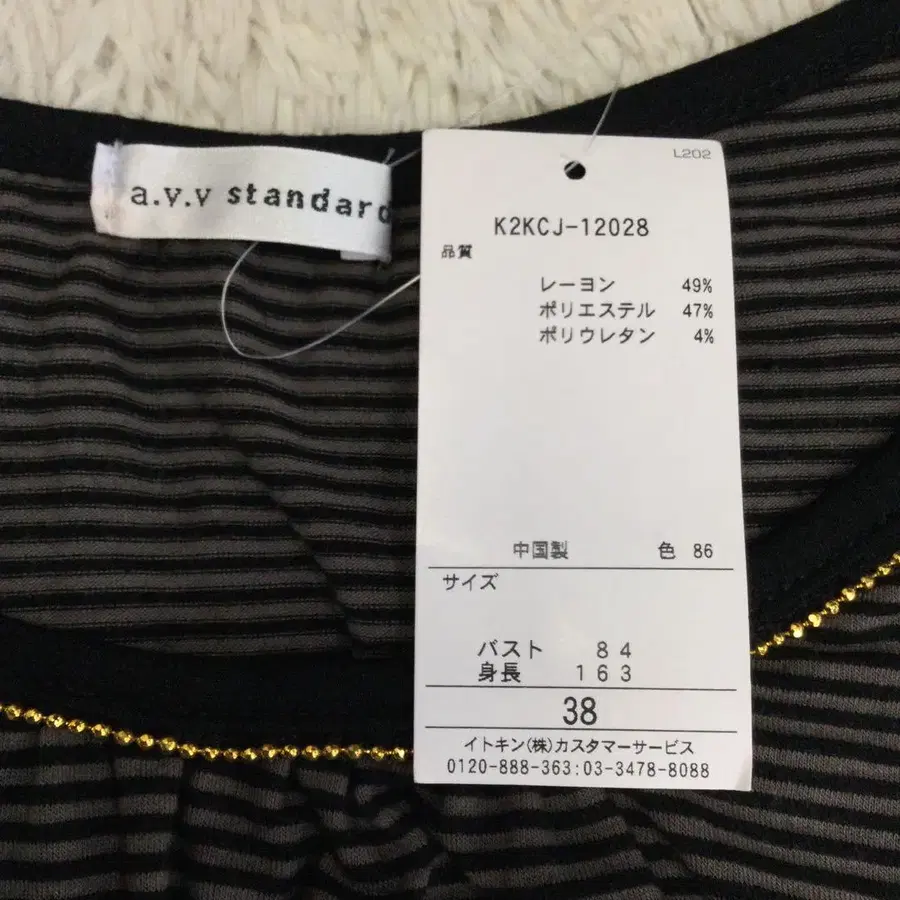 a.v.v standard
L202
K2KCJ-12028
品質
レーヨン 49%
ポリエステル 47%
ポリウレタン 4%
中国製 色 86
サイズ
バスト 84
身長 163
38
イトキン(株)カスタマーサービス
0120-888-363:03-3478-8088